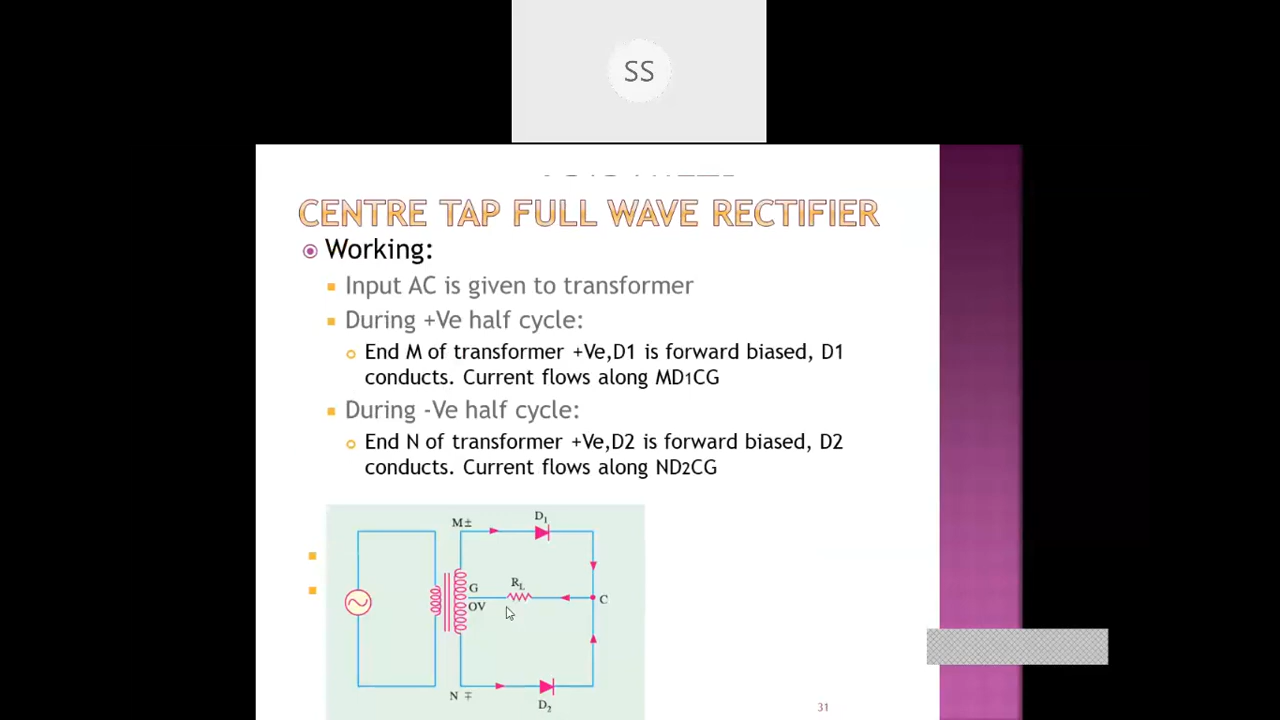 SS
CENTRE TAP FULL WAVE RECTIFIER
Working:
Input AC is given to transformer
During +Ve half cycle:
End M of transformer +Ve,D1 is forward biased, D1
conducts. Current flows along MD1CG
During -Ve half cycle:
End N of transformer +Ve,D2 is forward biased, D2
conducts. Current flows along ND2CG
M±
D1
G
RL
OV
C
N ∓
D2
31